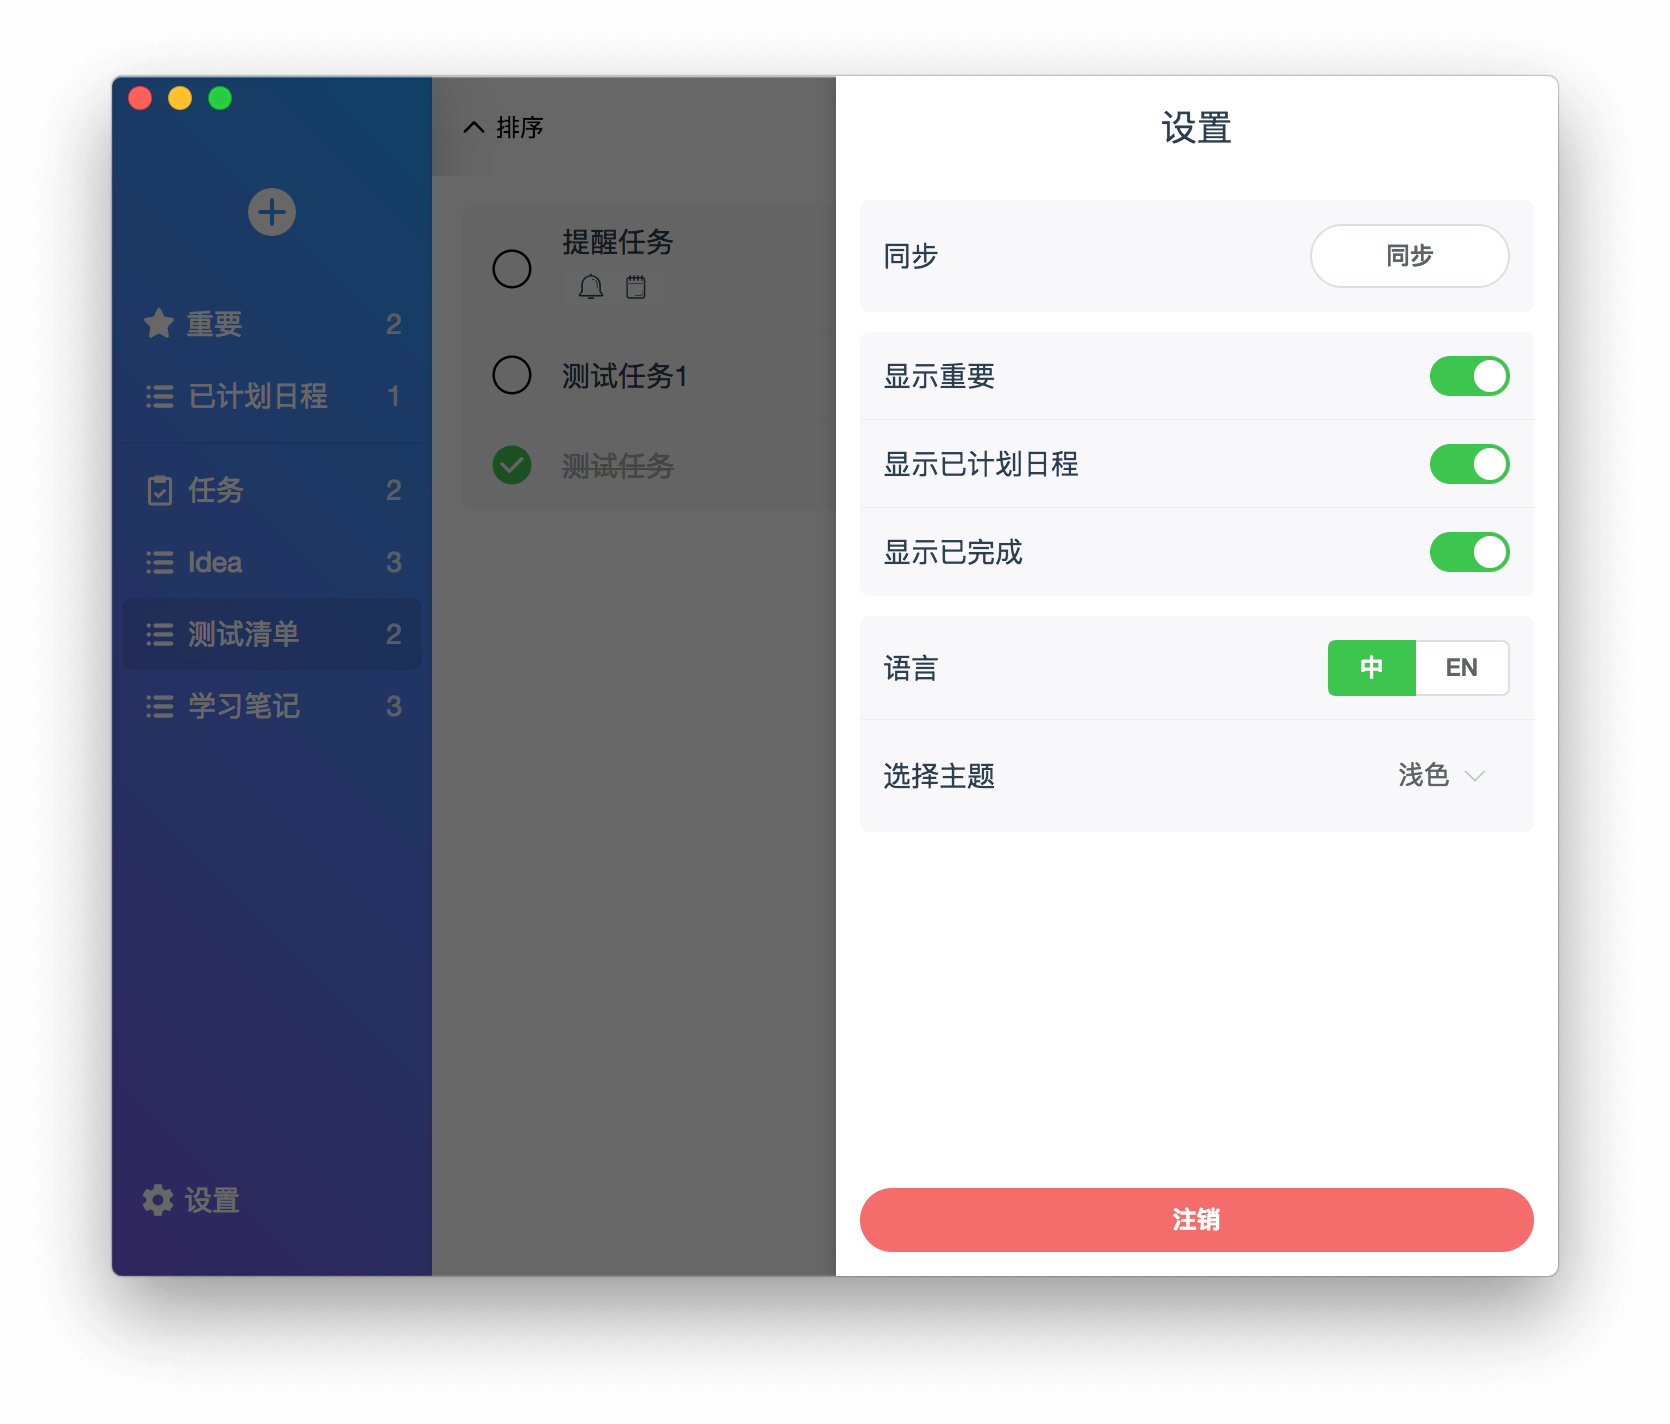 重要 2
已计划日程 1
任务 2
Idea 3
测试清单 2
学习笔记 3
设置
排序
提醒任务
测试任务1
测试任务
设置
同步 同步
显示重要
显示已计划日程
显示已完成
语言 中 EN
选择主题 浅色
注销